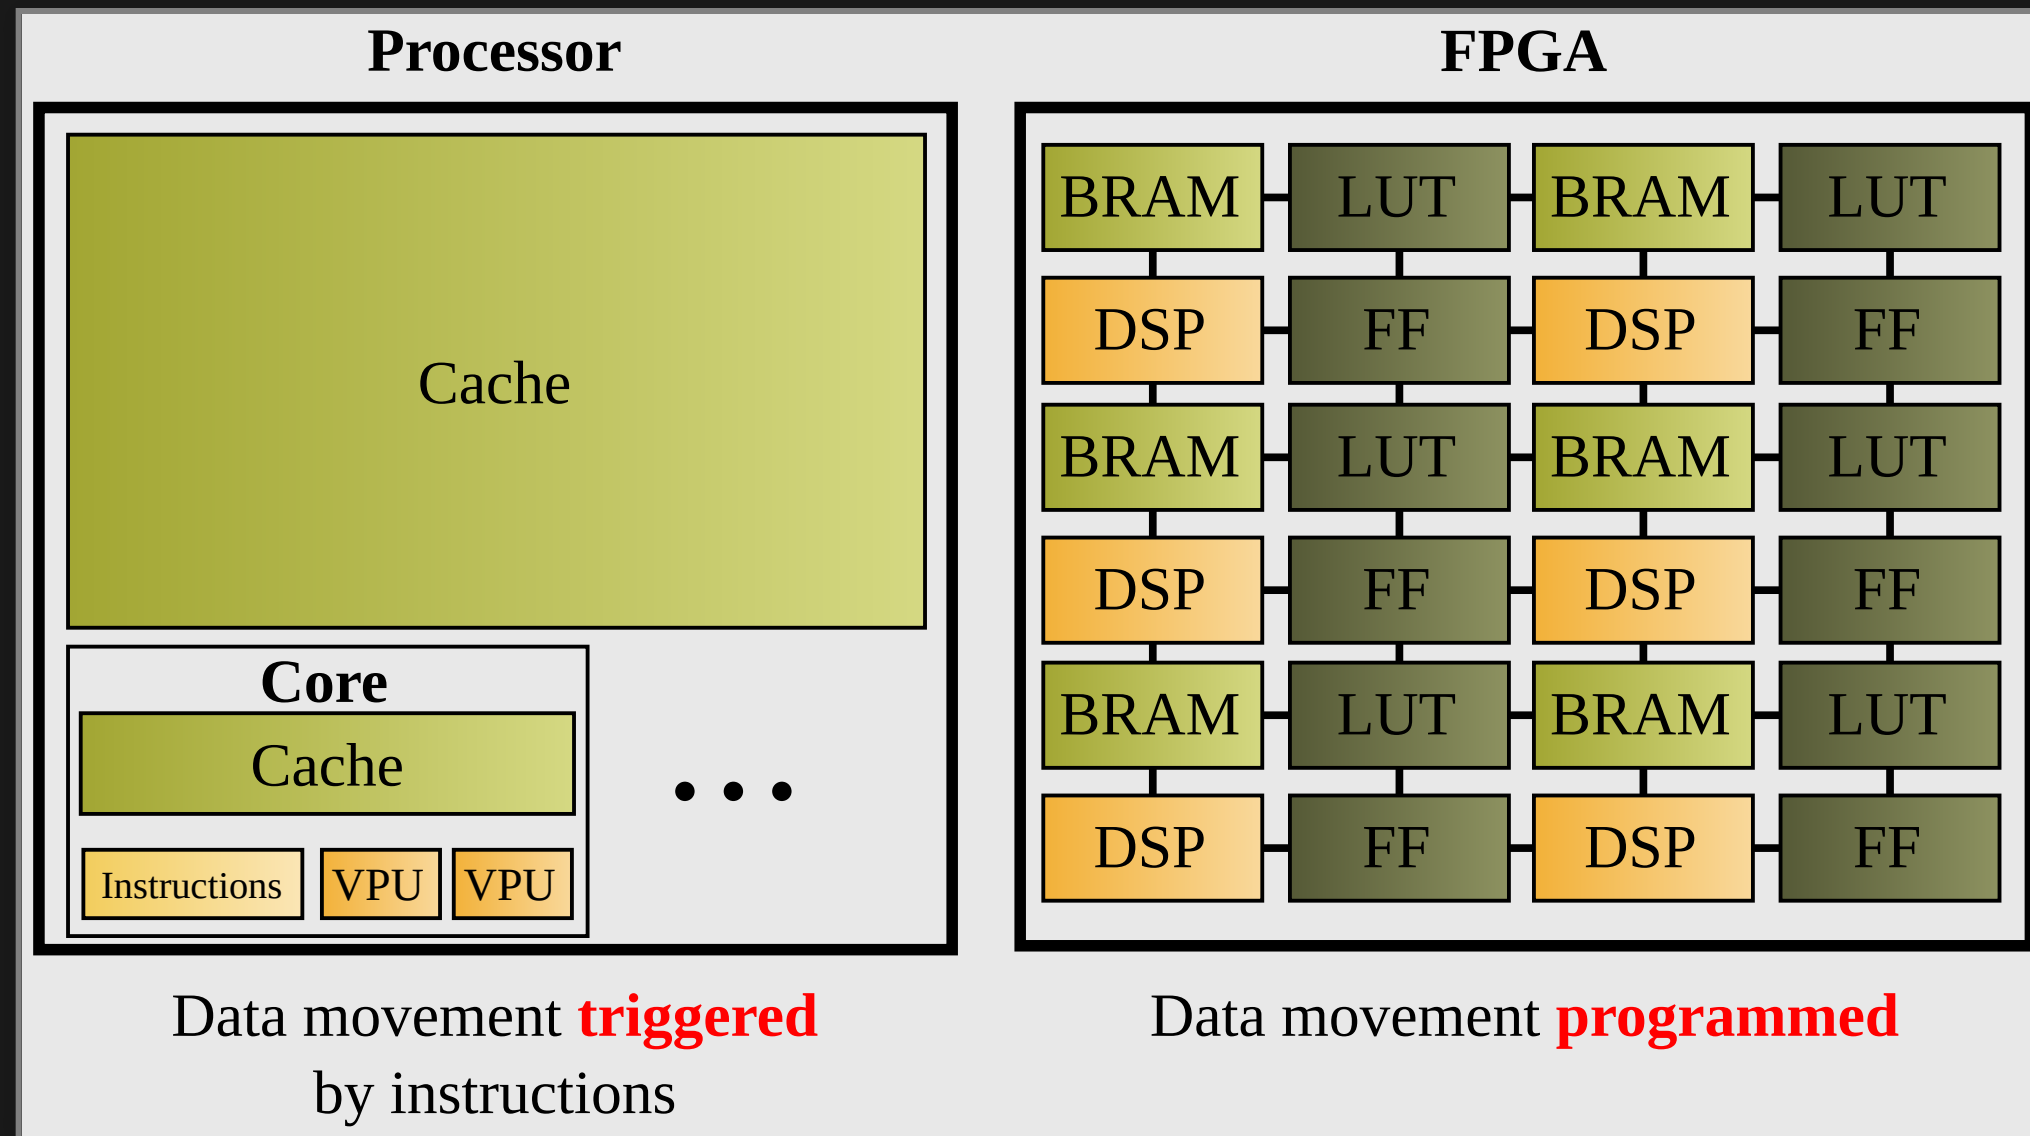 Processor
Cache
Core
Cache
Instructions VPU VPU
Data movement triggered
by instructions
FPGA
BRAM LUT BRAM LUT
DSP FF DSP FF
BRAM LUT BRAM LUT
DSP FF DSP FF
BRAM LUT BRAM LUT
DSP FF DSP FF
Data movement programmed